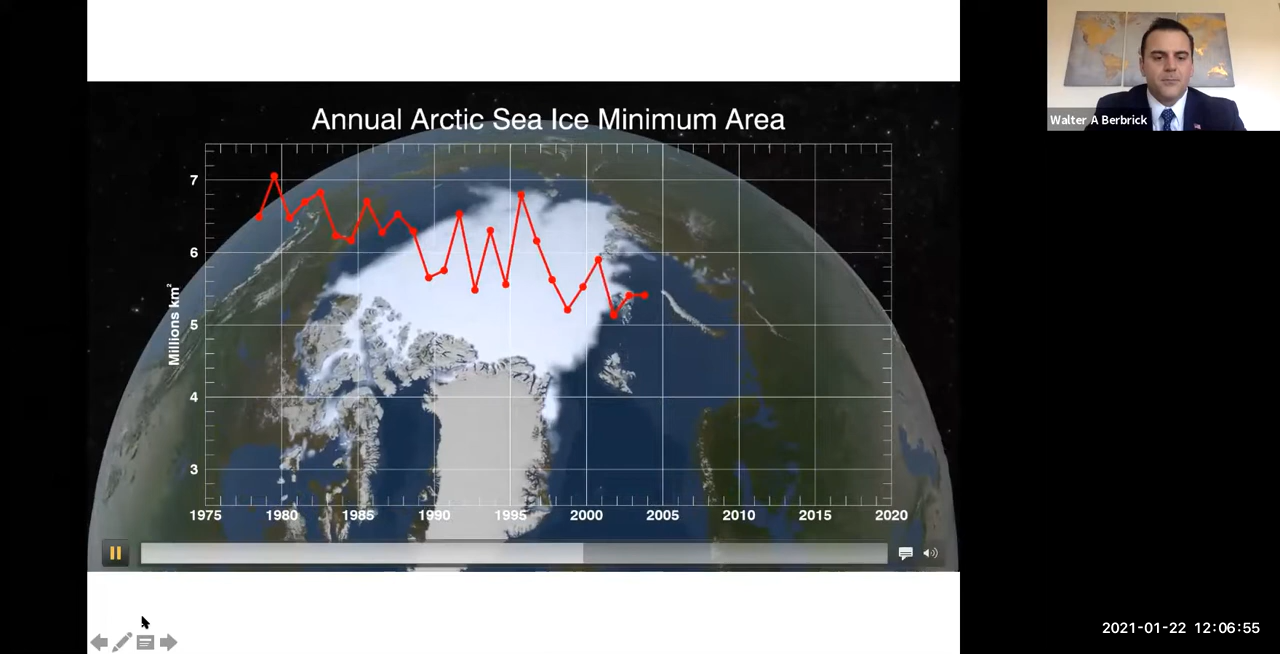 Annual Arctic Sea Ice Minimum Area
Walter A Berbrick
7
6
5
4
3
Millions km²
1975 1980 1985 1990 1995 2000 2005 2010 2015 2020
2021-01-22 12:06:55